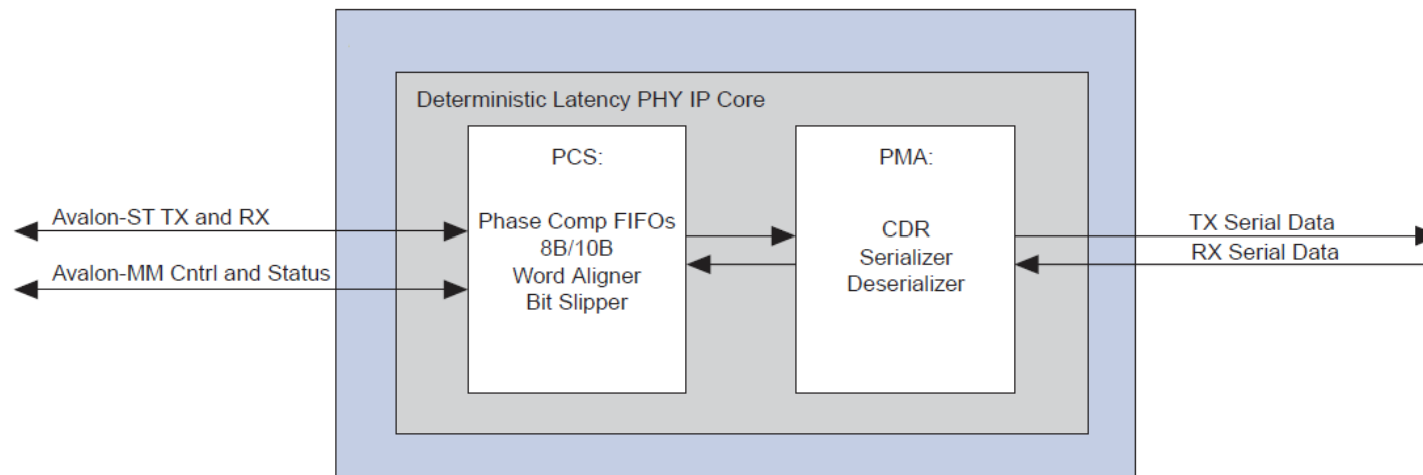 Deterministic Latency PHY IP Core
PCS:
Phase Comp FIFOs
8B/10B
Word Aligner
Bit Slipper
PMA:
CDR
Serializer
Deserializer
Avalon-ST TX and RX
Avalon-MM Cntrl and Status
TX Serial Data
RX Serial Data